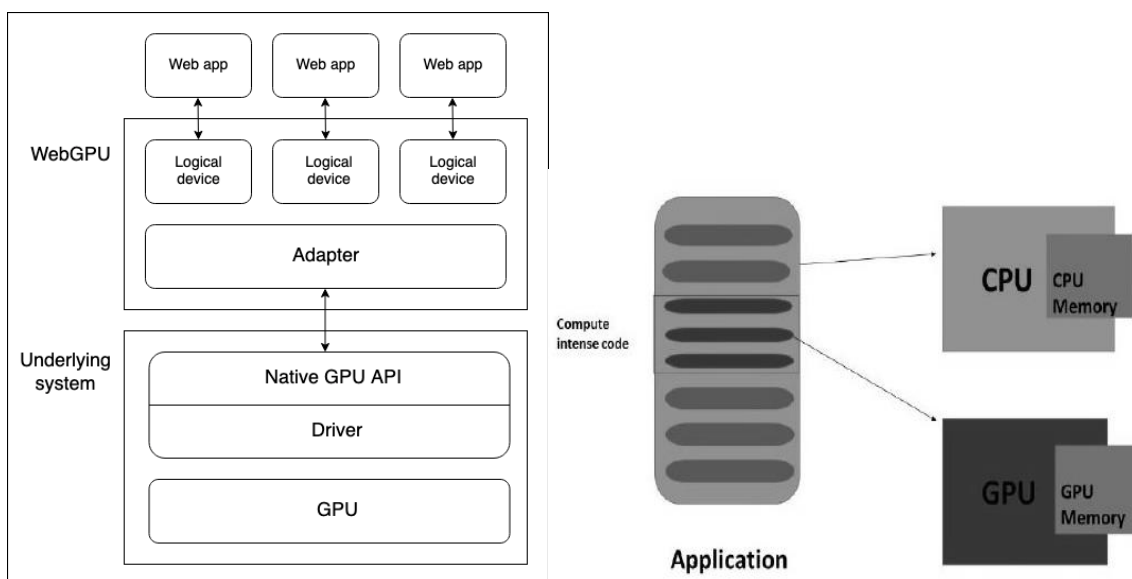 Web app
Web app
Web app
WebGPU
Logical
device
Logical
device
Logical
device
Adapter
Underlying
system
Native GPU API
Driver
GPU
Compute
intense code
Application
CPU
CPU
Memory
GPU
GPU
Memory